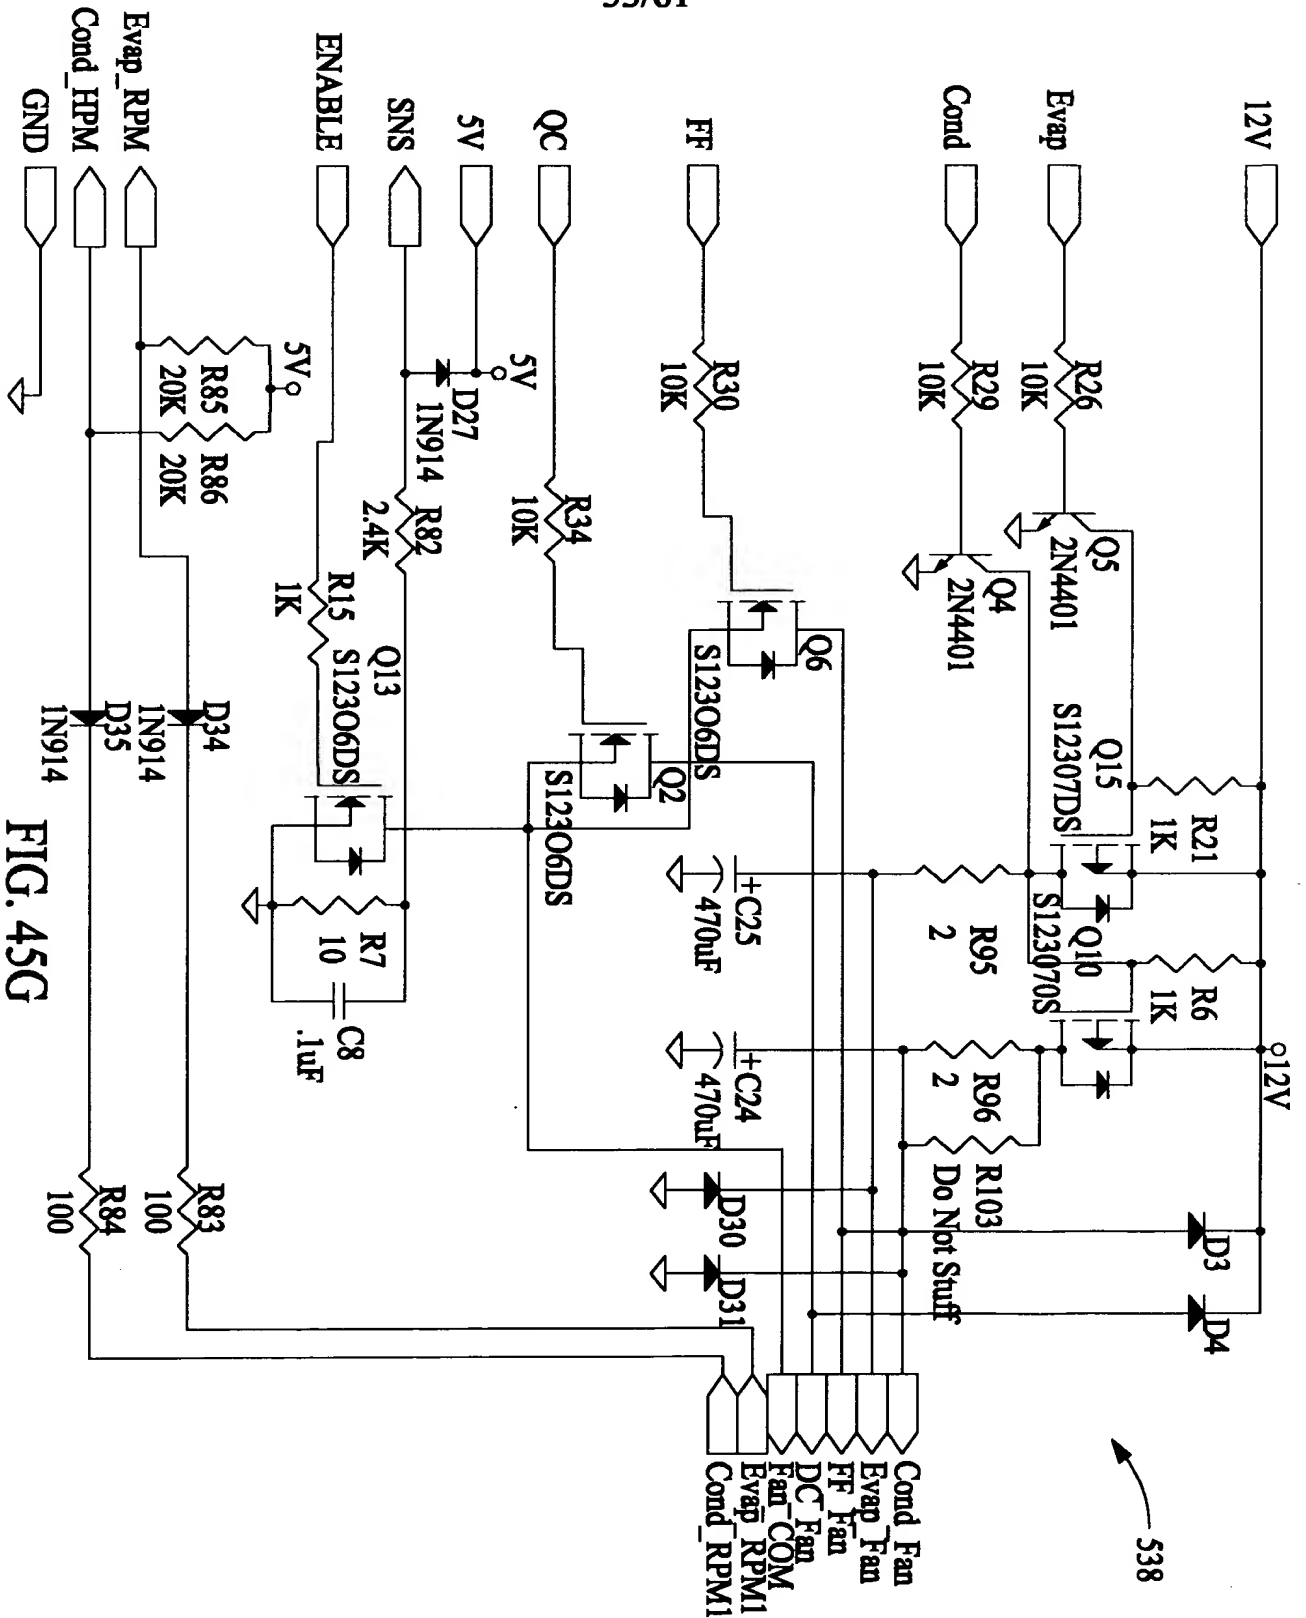 12V
Evap
Cond
FF
QC
5V
SNS
ENABLE
Evap_RPM
Cond_HPM
GND
R26
10K
R29
10K
R30
10K
R34
10K
5V
D27
1N914
R82
2.4K
R15
1K
5V
R85
20K
R86
20K
Q5
2N4401
Q4
2N4401
Q6
S12306DS
Q2
S12306DS
Q13
S12306DS
D34
1N914
D35
1N914
Q15
S12307DS
R21
1K
Q10
S123070S
R6
1K
12V
R95
2
R96
2
R103
Do Not Stuff
+C25
470uF
+C24
470uF
R7
10
C8
.1uF
D30
D31
D3
D4
R83
100
R84
100
Cond_Fan
Evap_Fan
FF_Fan
DC_Fan
Fan_COM
Evap_RPM1
Cond_RPM1
538
FIG. 45G